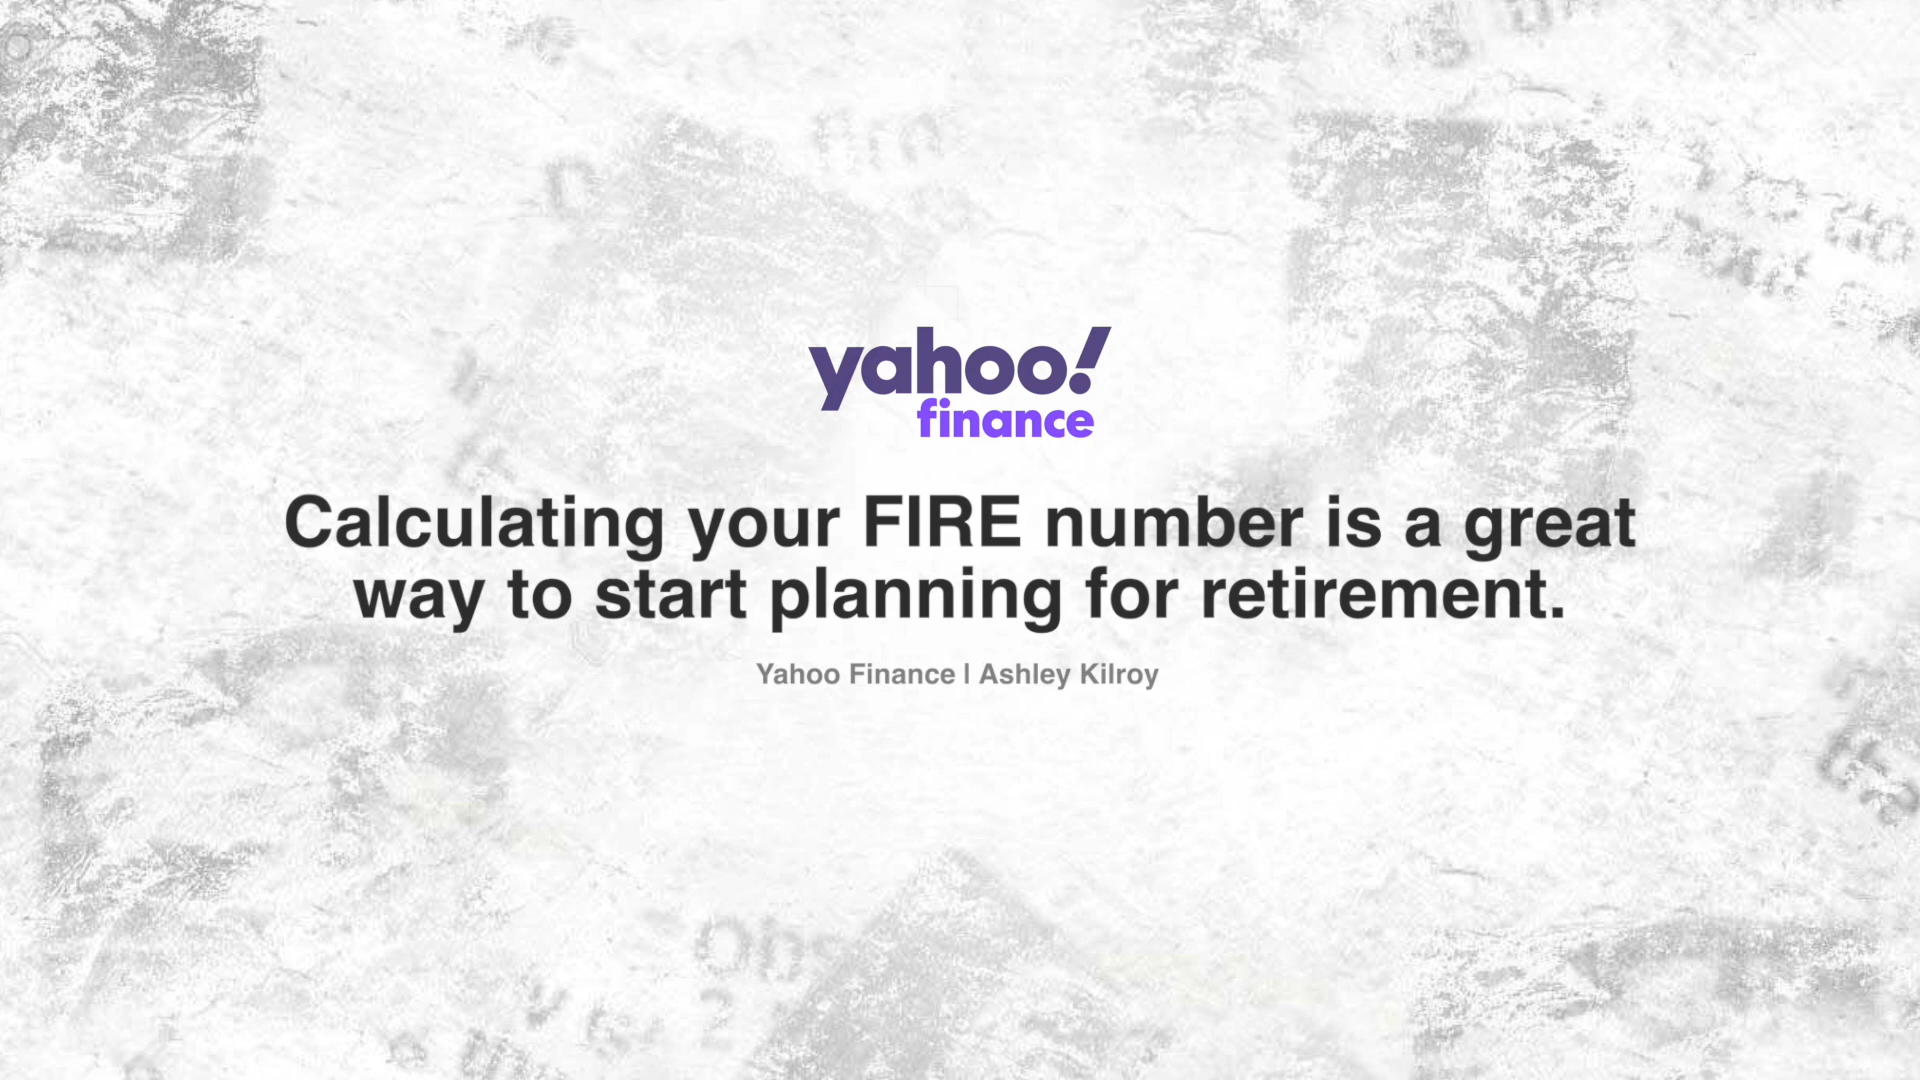 yahoo!
finance
Calculating your FIRE number is a great
way to start planning for retirement.
Yahoo Finance | Ashley Kilroy